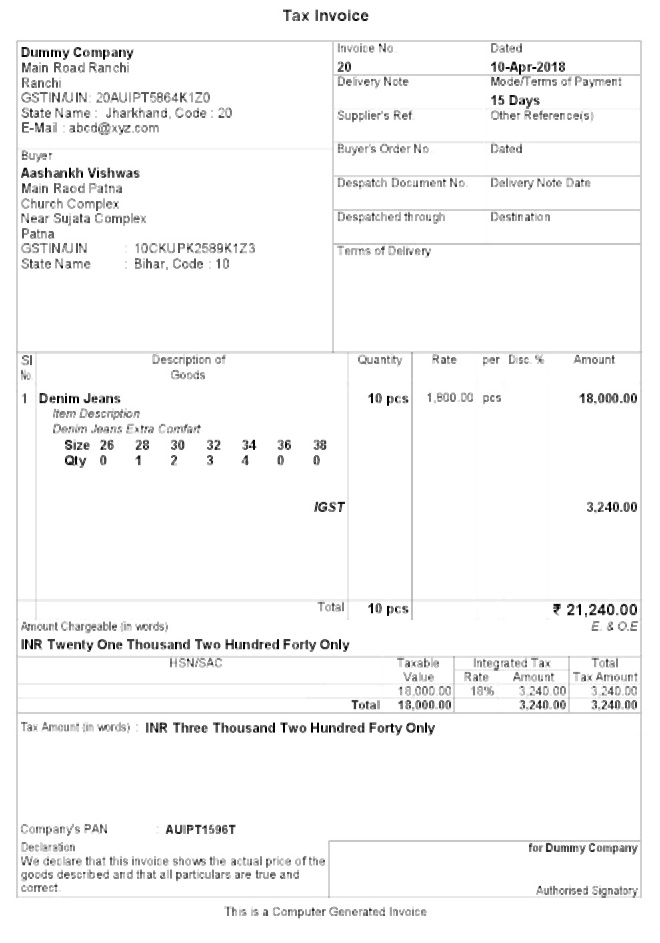 Tax Invoice
Dummy Company
Main Road Ranchi
Ranchi
GSTIN/UIN: 20AUIPT5864K1Z0
State Name : Jharkhand, Code : 20
E-Mail : abcd@xyz.com
Buyer
Aashankh Vishwas
Main Raod Patna
Church Complex
Near Sujata Complex
Patna
GSTIN/UIN : 10CKUPK2589K1Z3
State Name : Bihar, Code : 10
Invoice No. Dated
20 10-Apr-2018
Delivery Note Mode/Terms of Payment
15 Days
Supplier's Ref. Other Reference(s)
Buyer's Order No. Dated
Despatch Document No. Delivery Note Date
Despatched through Destination
Terms of Delivery
Sl Description of Quantity Rate per Disc. % Amount
No. Goods
1 Denim Jeans 10 pcs 1,800.00 pcs 18,000.00
Item Description
Denim Jeans Extra Comfart
Size 26 28 30 32 34 36 38
Qty 0 1 2 3 4 0 0
IGST 3,240.00
Total 10 pcs ₹ 21,240.00
Amount Chargeable (in words) E. & O.E
INR Twenty One Thousand Two Hundred Forty Only
HSN/SAC Taxable Integrated Tax Total
Value Rate Amount Tax Amount
18,000.00 18% 3,240.00 3,240.00
Total 18,000.00 3,240.00 3,240.00
Tax Amount (in words) : INR Three Thousand Two Hundred Forty Only
Company's PAN : AUIPT1596T
Declaration
We declare that this invoice shows the actual price of the
goods described and that all particulars are true and
correct.
for Dummy Company
Authorised Signatory
This is a Computer Generated Invoice